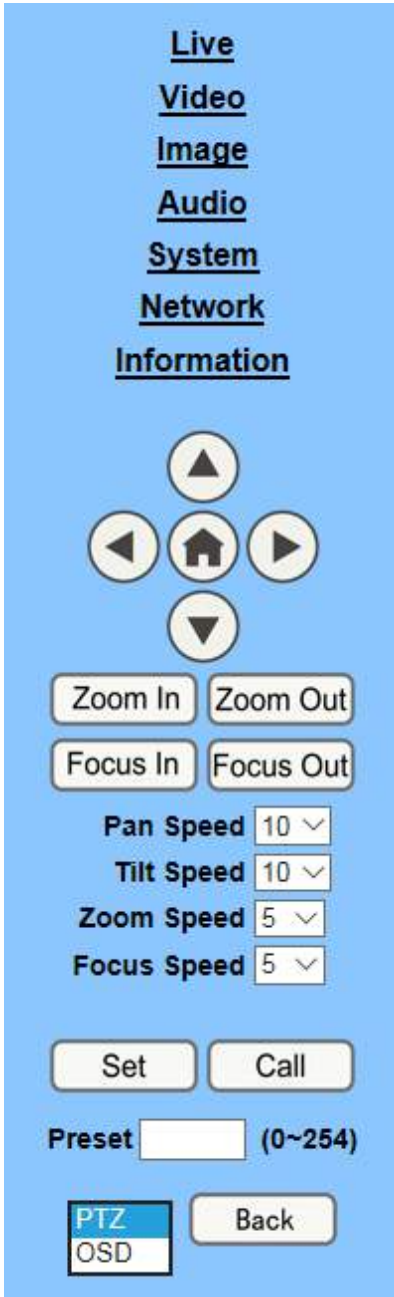 Live
Video
Image
Audio
System
Network
Information
Zoom In Zoom Out
Focus In Focus Out
Pan Speed 10
Tilt Speed 10
Zoom Speed 5
Focus Speed 5
Set Call
Preset (0~254)
PTZ Back
OSD